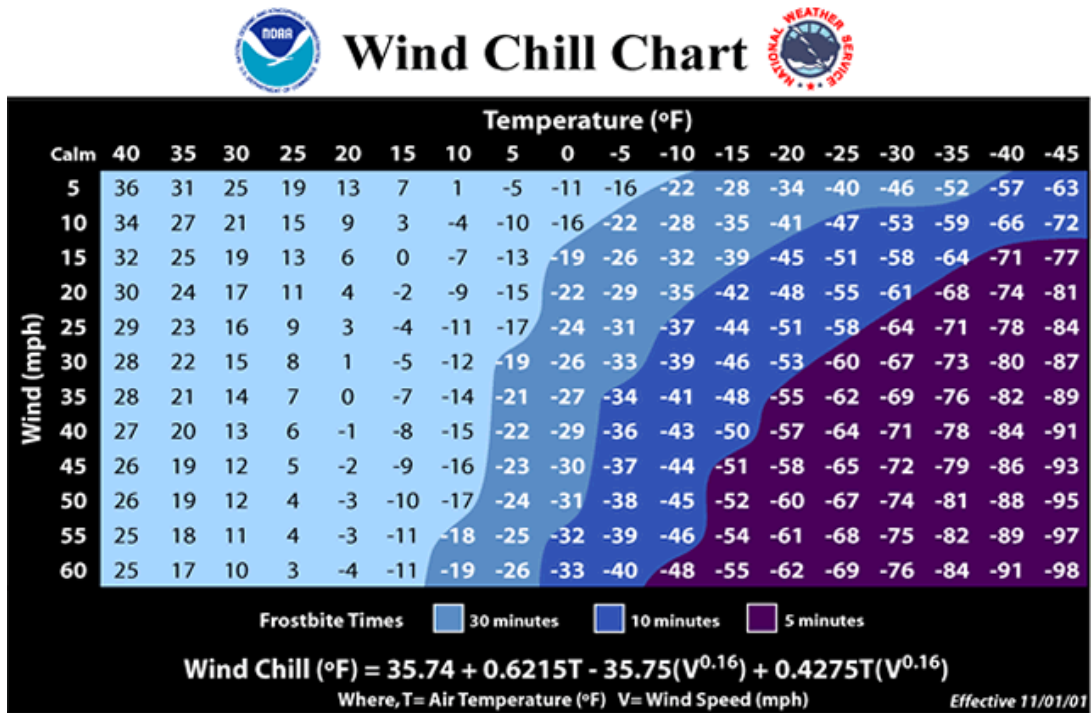 NOAA
NATIONAL OCEANIC AND ATMOSPHERIC ADMINISTRATION
U.S. DEPARTMENT OF COMMERCE
Wind Chill Chart
NATIONAL WEATHER SERVICE
Temperature (ºF)
Calm 40 35 30 25 20 15 10 5 0 -5 -10 -15 -20 -25 -30 -35 -40 -45
Wind (mph)
5 36 31 25 19 13 7 1 -5 -11 -16 -22 -28 -34 -40 -46 -52 -57 -63
10 34 27 21 15 9 3 -4 -10 -16 -22 -28 -35 -41 -47 -53 -59 -66 -72
15 32 25 19 13 6 0 -7 -13 -19 -26 -32 -39 -45 -51 -58 -64 -71 -77
20 30 24 17 11 4 -2 -9 -15 -22 -29 -35 -42 -48 -55 -61 -68 -74 -81
25 29 23 16 9 3 -4 -11 -17 -24 -31 -37 -44 -51 -58 -64 -71 -78 -84
30 28 22 15 8 1 -5 -12 -19 -26 -33 -39 -46 -53 -60 -67 -73 -80 -87
35 28 21 14 7 0 -7 -14 -21 -27 -34 -41 -48 -55 -62 -69 -76 -82 -89
40 27 20 13 6 -1 -8 -15 -22 -29 -36 -43 -50 -57 -64 -71 -78 -84 -91
45 26 19 12 5 -2 -9 -16 -23 -30 -37 -44 -51 -58 -65 -72 -79 -86 -93
50 26 19 12 4 -3 -10 -17 -24 -31 -38 -45 -52 -60 -67 -74 -81 -88 -95
55 25 18 11 4 -3 -11 -18 -25 -32 -39 -46 -54 -61 -68 -75 -82 -89 -97
60 25 17 10 3 -4 -11 -19 -26 -33 -40 -48 -55 -62 -69 -76 -84 -91 -98
Frostbite Times 30 minutes 10 minutes 5 minutes
Wind Chill (ºF) = 35.74 + 0.6215T - 35.75(V^0.16) + 0.4275T(V^0.16)
Where, T= Air Temperature (ºF) V= Wind Speed (mph)
Effective 11/01/01